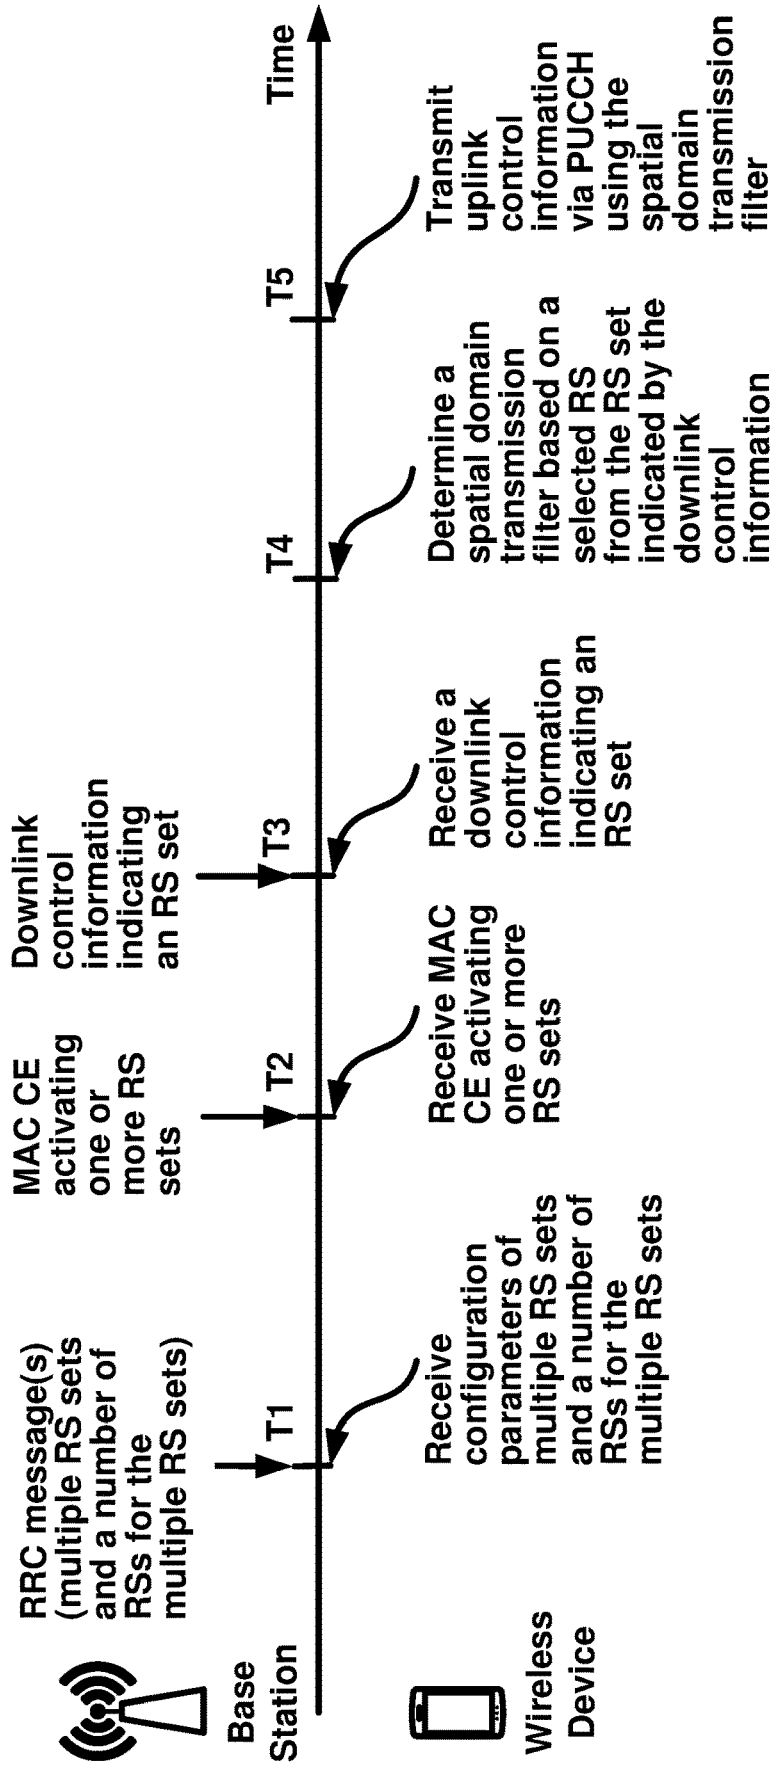 RRC message(s)
(multiple RS sets
and a number of
RSs for the
multiple RS sets)
MAC CE
activating
one or
more RS
sets
Downlink
control
information
indicating
an RS set
Base
Station
T1
T2
T3
T4
T5
Time
Wireless
Device
Receive
configuration
parameters of
multiple RS sets
and a number of
RSs for the
multiple RS sets
Receive MAC
CE activating
one or more
RS sets
Receive a
downlink
control
information
indicating an
RS set
Determine a
spatial domain
transmission
filter based on a
selected RS
from the RS set
indicated by the
downlink
control
information
Transmit
uplink
control
information
via PUCCH
using the
spatial
domain
transmission
filter